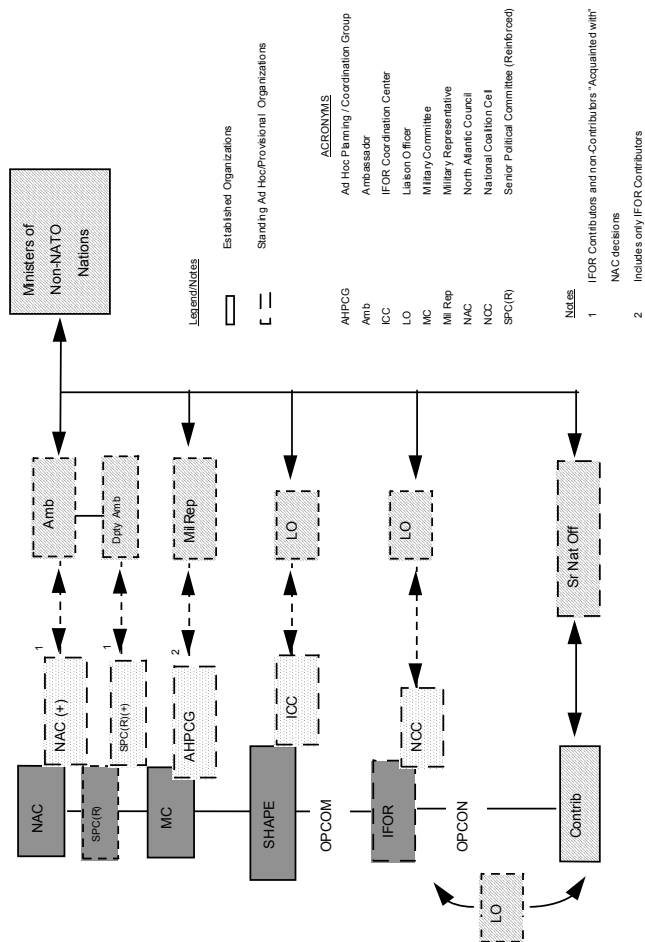 Ministers of
Non-NATO
Nations
Amb
Dpty Amb
Mil Rep
LO
LO
Sr Nat Off
1
NAC (+)
1
SPC(R)(+)
2
AHPCG
ICC
NCC
NAC
SPC(R)
MC
SHAPE
OPCOM
IFOR
OPCON
Contrib
LO
Legend/Notes
Established Organizations
Standing Ad Hoc/Provisional Organizations
ACRONYMS
AHPCG Ad Hoc Planning / Coordination Group
Amb Ambassador
ICC IFOR Coordination Center
LO Liaison Officer
MC Military Committee
Mil Rep Military Representative
NAC North Atlantic Council
NCC National Coalition Cell
SPC(R) Senior Political Committee (Reinforced)
Notes
1 IFOR Contributors and non-Contributors "Acquainted with"
NAC decisions
2 Includes only IFOR Contributors